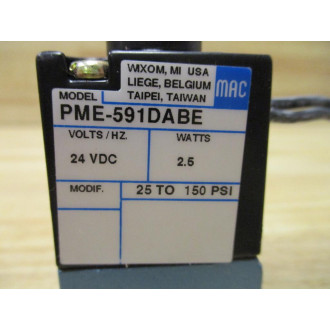 WIXOM, MI USA
LIEGE, BELGIUM
TAIPEI, TAIWAN
MAC
MODEL
PME-591DABE
VOLTS/HZ. WATTS
24 VDC 2.5
MODIF. 25 TO 150 PSI